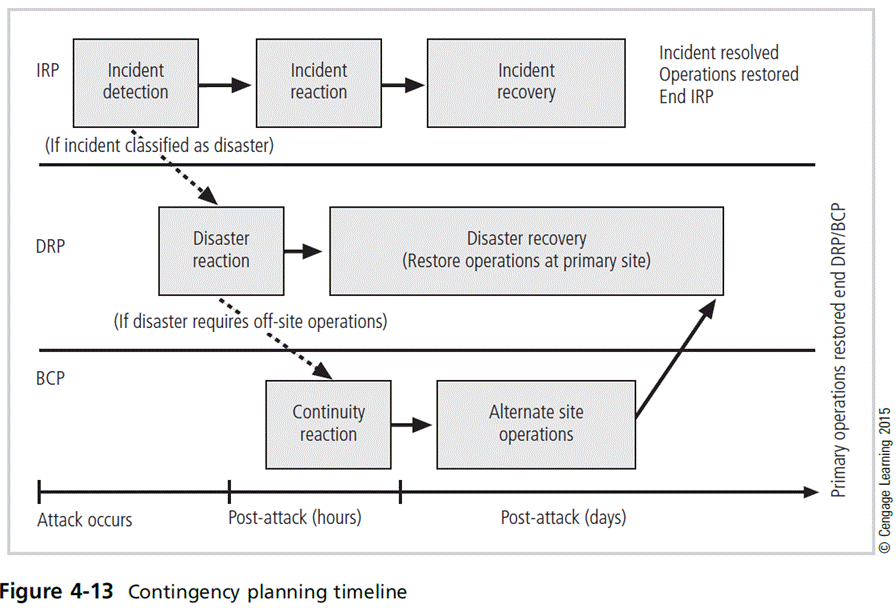 IRP
Incident
detection
Incident
reaction
Incident
recovery
Incident resolved
Operations restored
End IRP
(If incident classified as disaster)
DRP
Disaster
reaction
Disaster recovery
(Restore operations at primary site)
(If disaster requires off-site operations)
BCP
Continuity
reaction
Alternate site
operations
Primary operations restored end DRP/BCP
Attack occurs
Post-attack (hours)
Post-attack (days)
© Cengage Learning 2015
Figure 4-13 Contingency planning timeline